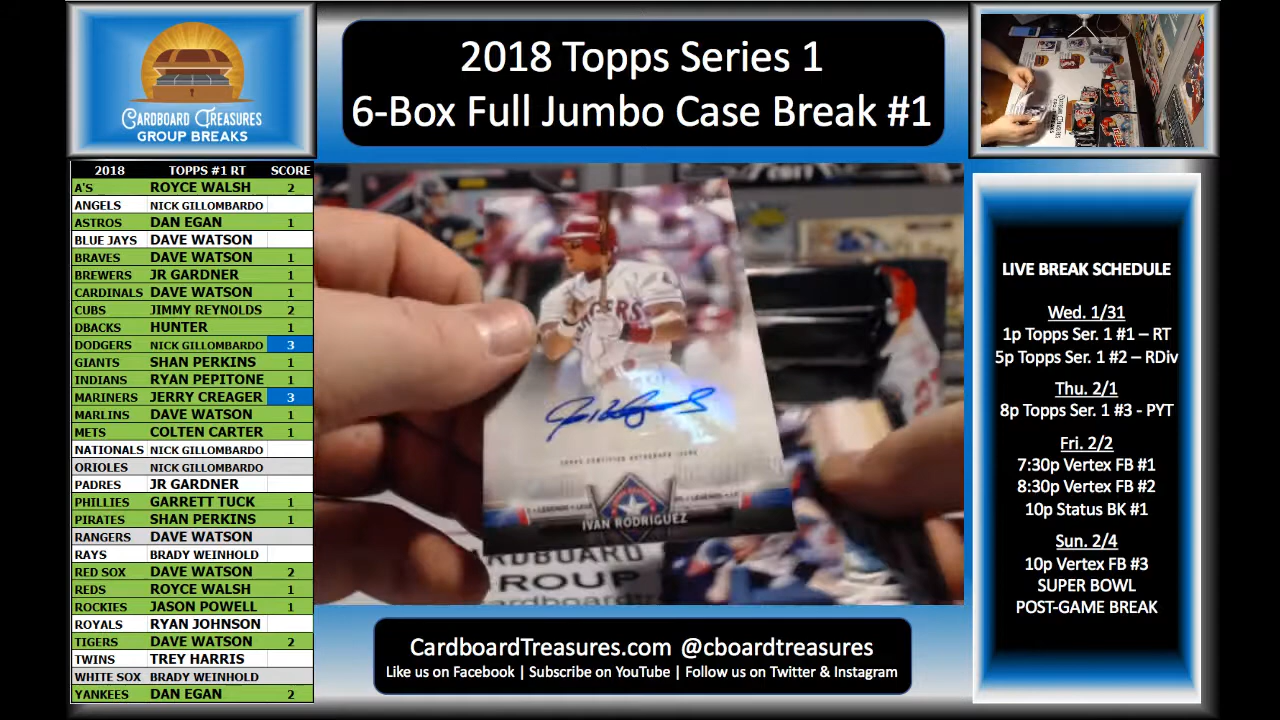 CARDBOARD TREASURES
GROUP BREAKS
2018 Topps Series 1
6-Box Full Jumbo Case Break #1
2018 TOPPS #1 RT SCORE
A'S ROYCE WALSH 2
ANGELS NICK GILLOMBARDO
ASTROS DAN EGAN 1
BLUE JAYS DAVE WATSON
BRAVES DAVE WATSON 1
BREWERS JR GARDNER 1
CARDINALS DAVE WATSON 1
CUBS JIMMY REYNOLDS 2
DBACKS HUNTER 1
DODGERS NICK GILLOMBARDO 3
GIANTS SHAN PERKINS 1
INDIANS RYAN PEPITONE 1
MARINERS JERRY CREAGER 3
MARLINS DAVE WATSON 1
METS COLTEN CARTER 1
NATIONALS NICK GILLOMBARDO
ORIOLES NICK GILLOMBARDO
PADRES JR GARDNER
PHILLIES GARRETT TUCK 1
PIRATES SHAN PERKINS 1
RANGERS DAVE WATSON
RAYS BRADY WEINHOLD
RED SOX DAVE WATSON 2
REDS ROYCE WALSH 1
ROCKIES JASON POWELL 1
ROYALS RYAN JOHNSON
TIGERS DAVE WATSON 2
TWINS TREY HARRIS
WHITE SOX BRADY WEINHOLD
YANKEES DAN EGAN 2
TOPPS CERTIFIED AUTOGRAPH ISSUE
IVAN RODRIGUEZ
GROUP
LIVE BREAK SCHEDULE
Wed. 1/31
1p Topps Ser. 1 #1 – RT
5p Topps Ser. 1 #2 – RDiv
Thu. 2/1
8p Topps Ser. 1 #3 - PYT
Fri. 2/2
7:30p Vertex FB #1
8:30p Vertex FB #2
10p Status BK #1
Sun. 2/4
10p Vertex FB #3
SUPER BOWL
POST-GAME BREAK
CardboardTreasures.com @cboardtreasures
Like us on Facebook | Subscribe on YouTube | Follow us on Twitter & Instagram